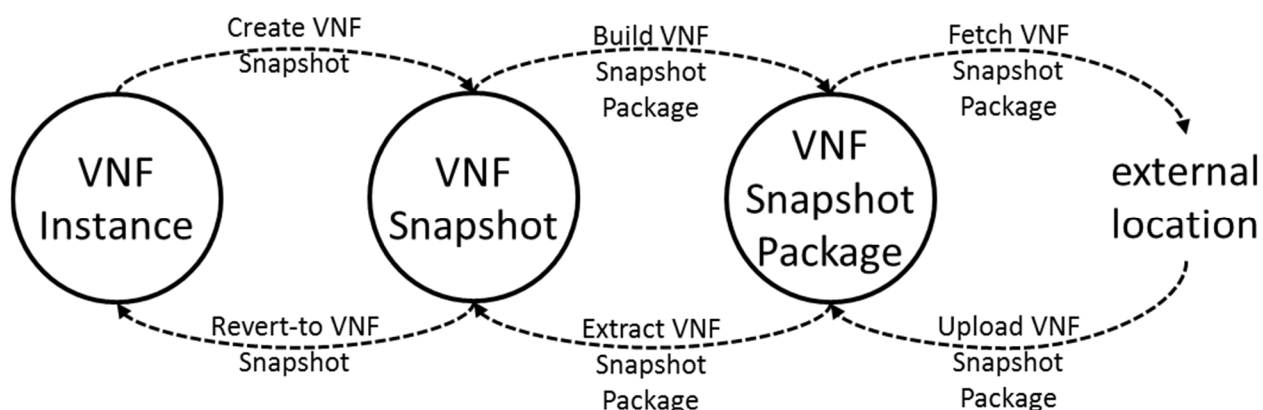 Create VNF
Snapshot
Build VNF
Snapshot
Package
Fetch VNF
Snapshot
Package
VNF
Instance
VNF
Snapshot
VNF
Snapshot
Package
external
location
Revert-to VNF
Snapshot
Extract VNF
Snapshot
Package
Upload VNF
Snapshot
Package